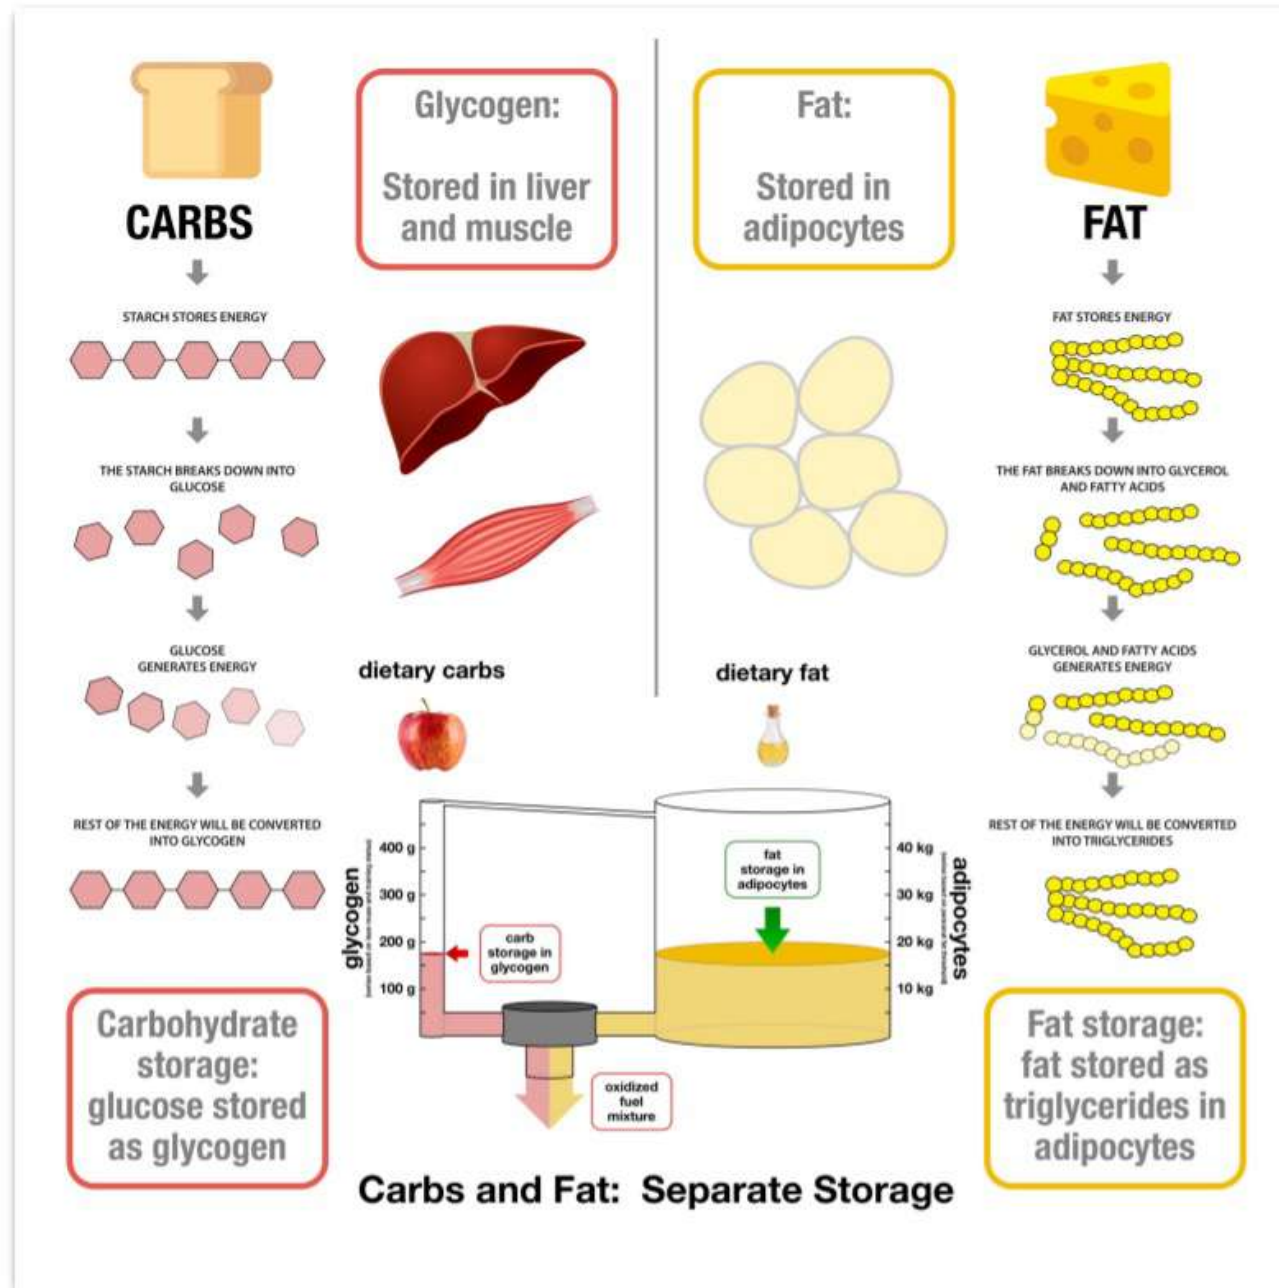 CARBS
STARCH STORES ENERGY
THE STARCH BREAKS DOWN INTO
GLUCOSE
GLUCOSE
GENERATES ENERGY
REST OF THE ENERGY WILL BE CONVERTED
INTO GLYCOGEN
Carbohydrate
storage:
glucose stored
as glycogen
Glycogen:
Stored in liver
and muscle
dietary carbs
Fat:
Stored in
adipocytes
dietary fat
glycogen
400 g
300 g
200 g
100 g
carb
storage in
glycogen
fat
storage in
adipocytes
40 kg
30 kg
20 kg
10 kg
adipocytes
oxidized
fuel
mixture
FAT
FAT STORES ENERGY
THE FAT BREAKS DOWN INTO GLYCEROL
AND FATTY ACIDS
GLYCEROL AND FATTY ACIDS
GENERATES ENERGY
REST OF THE ENERGY WILL BE CONVERTED
INTO TRIGLYCERIDES
Fat storage:
fat stored as
triglycerides in
adipocytes
Carbs and Fat: Separate Storage